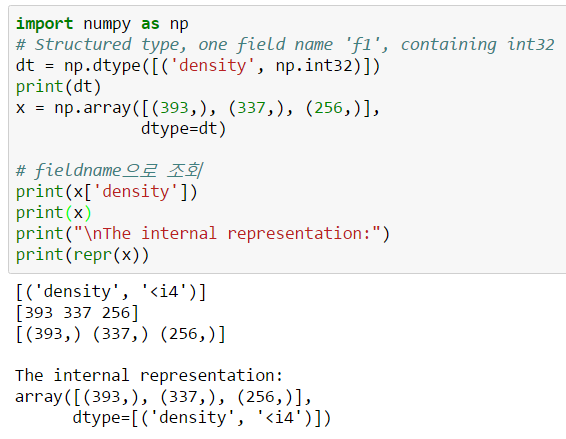 import numpy as np
# Structured type, one field name 'f1', containing int32
dt = np.dtype([('density', np.int32)])
print(dt)
x = np.array([(393,), (337,), (256,)],
             dtype=dt)

# fieldname으로 조회
print(x['density'])
print(x)
print("\nThe internal representation:")
print(repr(x))
[('density', '<i4')]
[393 337 256]
[(393,) (337,) (256,)]

The internal representation:
array([(393,), (337,), (256,)],
      dtype=[('density', '<i4')])